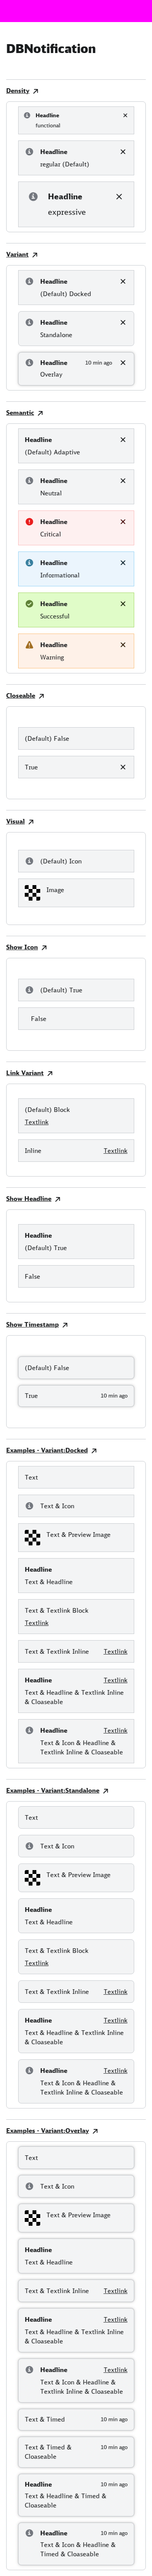 DBNotification
Density
Headline
functional
Headline
regular (Default)
Headline
expressive
Variant
Headline
(Default) Docked
Headline
Standalone
Headline 10 min ago
Overlay
Semantic
Headline
(Default) Adaptive
Headline
Neutral
Headline
Critical
Headline
Informational
Headline
Successful
Headline
Warning
Closeable
(Default) False
True
Visual
(Default) Icon
Image
Show Icon
(Default) True
False
Link Variant
(Default) Block
Textlink
Inline Textlink
Show Headline
Headline
(Default) True
False
Show Timestamp
(Default) False
True 10 min ago
Examples - Variant:Docked
Text
Text & Icon
Text & Preview Image
Headline
Text & Headline
Text & Textlink Block
Textlink
Text & Textlink Inline Textlink
Headline Textlink
Text & Headline & Textlink Inline
& Cloaseable
Headline Textlink
Text & Icon & Headline &
Textlink Inline & Cloaseable
Examples - Variant:Standalone
Text
Text & Icon
Text & Preview Image
Headline
Text & Headline
Text & Textlink Block
Textlink
Text & Textlink Inline Textlink
Headline Textlink
Text & Headline & Textlink Inline
& Cloaseable
Headline Textlink
Text & Icon & Headline &
Textlink Inline & Cloaseable
Examples - Variant:Overlay
Text
Text & Icon
Text & Preview Image
Headline
Text & Headline
Text & Textlink Inline Textlink
Headline Textlink
Text & Headline & Textlink Inline
& Cloaseable
Headline Textlink
Text & Icon & Headline &
Textlink Inline & Cloaseable
Text & Timed 10 min ago
Text & Timed & 10 min ago
Cloaseable
Headline 10 min ago
Text & Headline & Timed &
Cloaseable
Headline 10 min ago
Text & Icon & Headline &
Timed & Cloaseable